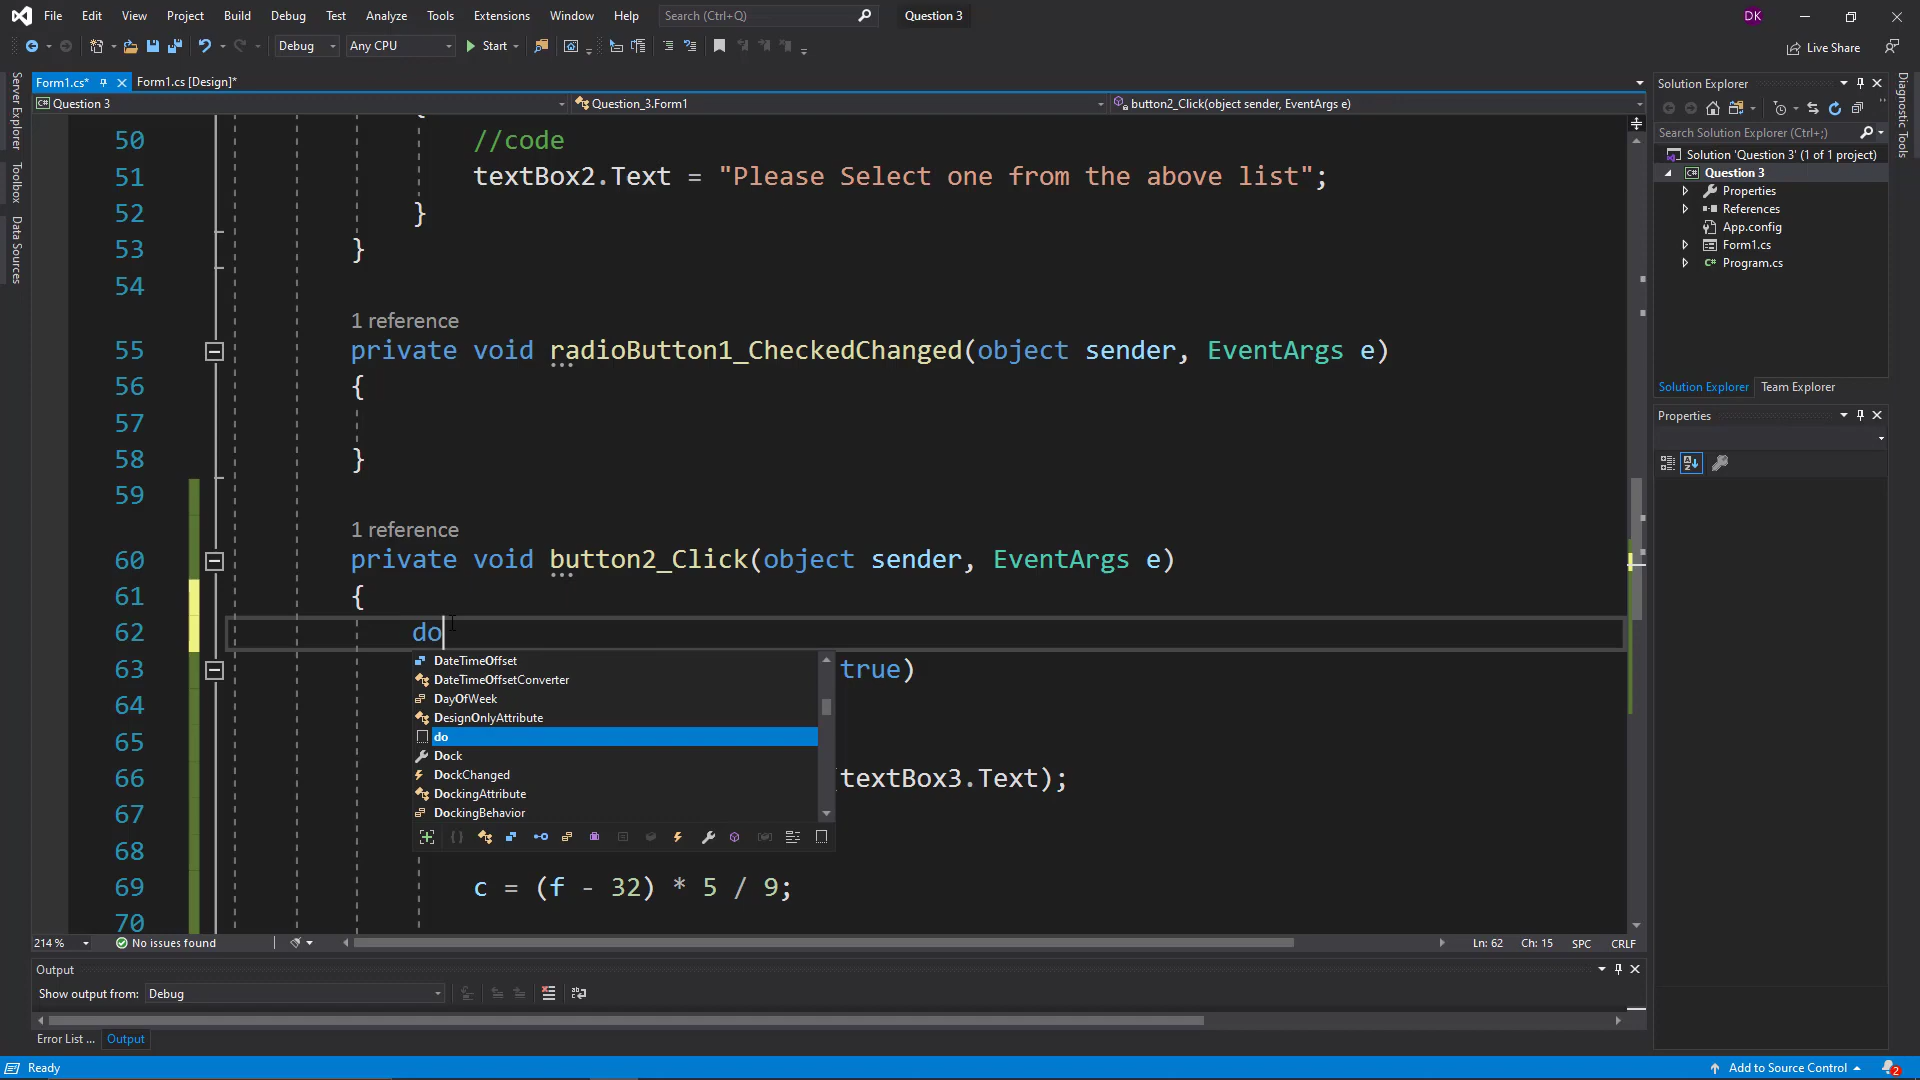 File Edit View Project Build Debug Test Analyze Tools Extensions Window Help Search (Ctrl+Q) Question 3 DK
Debug Any CPU Start Live Share
Form1.cs* Form1.cs [Design]*
Question 3 Question_3.Form1 button2_Click(object sender, EventArgs e)
Server Explorer
Toolbox
Data Sources
50 //code
51 textBox2.Text = "Please Select one from the above list";
52 }
53 }
54
1 reference
55 private void radioButton1_CheckedChanged(object sender, EventArgs e)
56 {
57
58 }
59
1 reference
60 private void button2_Click(object sender, EventArgs e)
61 {
62 do
63 true)
64
65
66 (textBox3.Text);
67
68
69 c = (f - 32) * 5 / 9;
70
DateTimeOffset
DateTimeOffsetConverter
DayOfWeek
DesignOnlyAttribute
do
Dock
DockChanged
DockingAttribute
DockingBehavior
214 % No issues found Ln: 62 Ch: 15 SPC CRLF
Output
Show output from: Debug
Error List ... Output
Ready Add to Source Control 2
Solution Explorer
Search Solution Explorer (Ctrl+;)
Solution 'Question 3' (1 of 1 project)
C# Question 3
Properties
References
App.config
Form1.cs
C# Program.cs
Solution Explorer Team Explorer
Properties
Diagnostic Tools